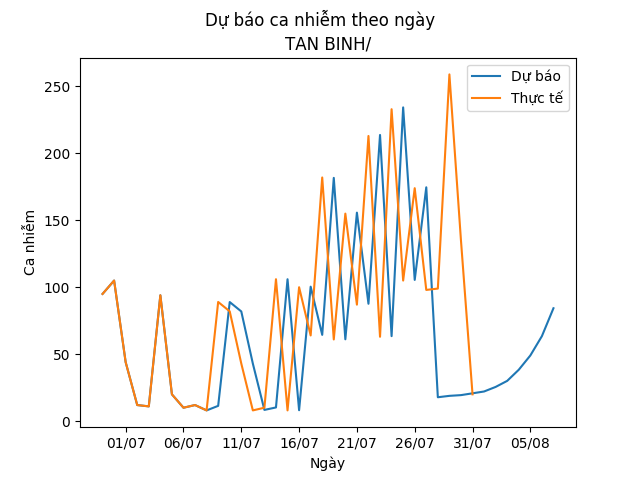 Dự báo ca nhiễm theo ngày
TAN BINH/
Dự báo
Thực tế
250
200
150
100
50
0
Ca nhiễm
01/07 06/07 11/07 16/07 21/07 26/07 31/07 05/08
Ngày